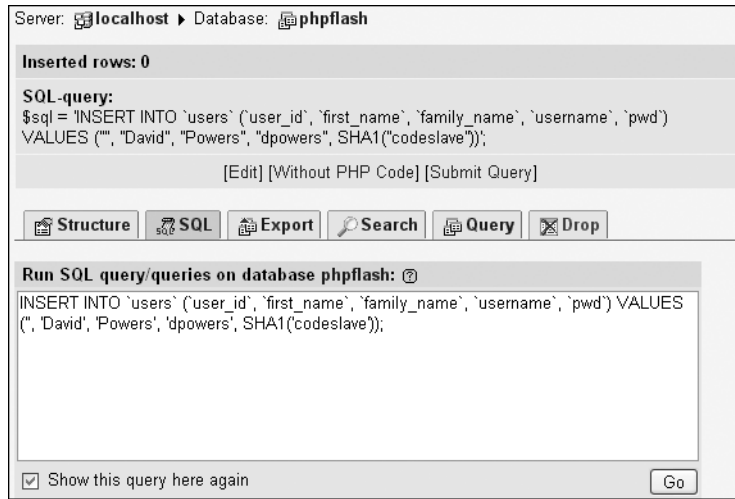 Server: localhost ▸ Database: phpflash
Inserted rows: 0
SQL-query:
$sql = 'INSERT INTO `users` (`user_id`, `first_name`, `family_name`, `username`, `pwd`)
VALUES ("", "David", "Powers", "dpowers", SHA1("codeslave"))';
[Edit] [Without PHP Code] [Submit Query]
Structure SQL Export Search Query Drop
Run SQL query/queries on database phpflash:
INSERT INTO `users` (`user_id`, `first_name`, `family_name`, `username`, `pwd`) VALUES
('', 'David', 'Powers', 'dpowers', SHA1('codeslave'));
Show this query here again
Go